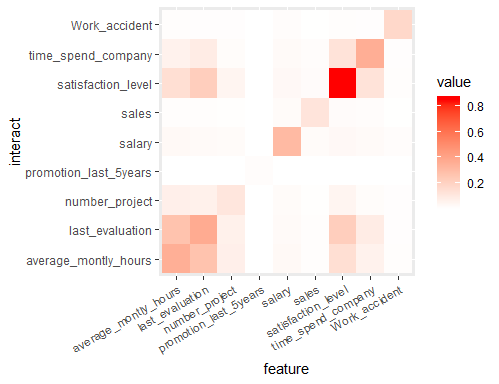 Work_accident
time_spend_company
satisfaction_level
sales
salary
promotion_last_5years
number_project
last_evaluation
average_montly_hours
interact
average_montly_hours
last_evaluation
number_project
promotion_last_5years
salary
sales
satisfaction_level
time_spend_company
Work_accident
feature
value
0.8
0.6
0.4
0.2